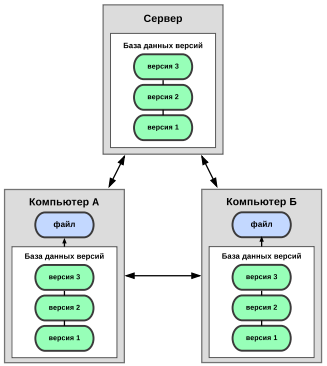 Сервер
База данных версий
версия 3
версия 2
версия 1
Компьютер А
файл
База данных версий
версия 3
версия 2
версия 1
Компьютер Б
файл
База данных версий
версия 3
версия 2
версия 1